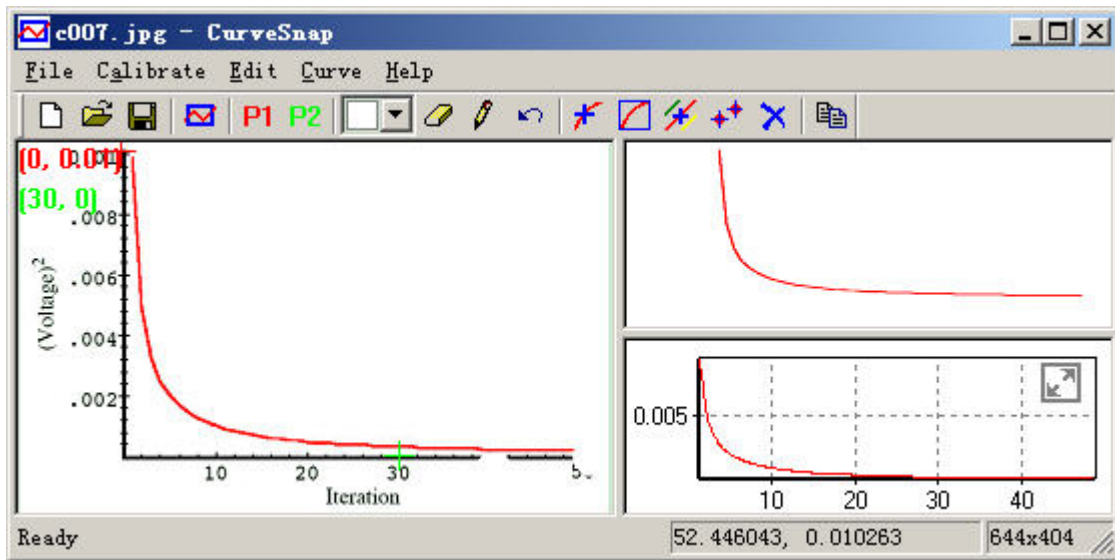 c007.jpg - CurveSnap
File Calibrate Edit Curve Help
P1 P2
(0, 0.01)
(30, 0)
.008
.006
.004
.002
(Voltage)2
10 20 30
Iteration
0.005
10 20 30 40
Ready 52.446043, 0.010263 644x404